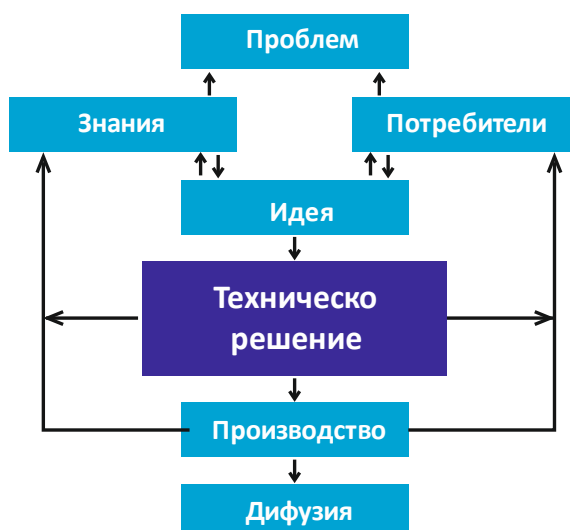 Проблем
Знания
Потребители
Идея
Техническо
решение
Производство
Дифузия